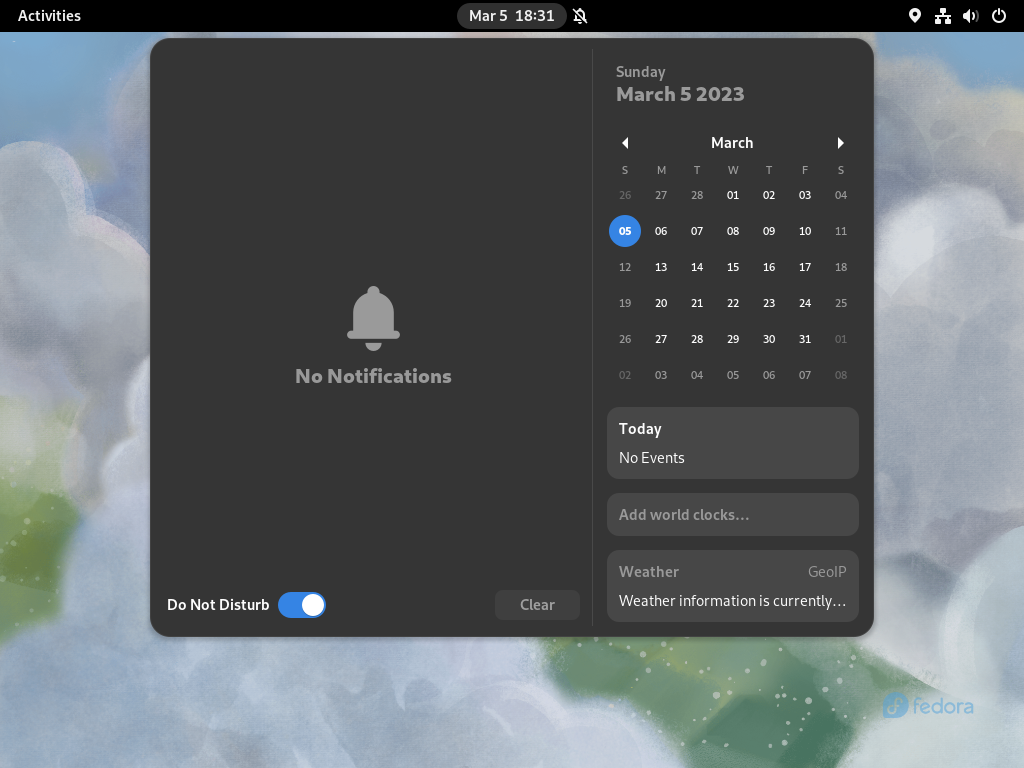 Activities
Mar 5 18:31
Sunday
March 5 2023
March
S M T W T F S
26 27 28 01 02 03 04
05 06 07 08 09 10 11
12 13 14 15 16 17 18
19 20 21 22 23 24 25
26 27 28 29 30 31 01
02 03 04 05 06 07 08
No Notifications
Today
No Events
Add world clocks…
Weather GeoIP
Weather information is currently…
Do Not Disturb
Clear
fedora